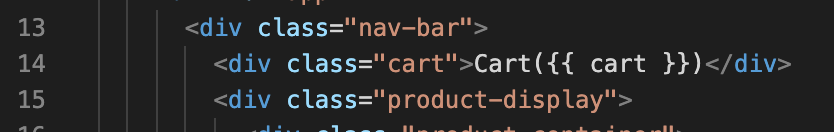 13 <div class="nav-bar">
14 <div class="cart">Cart({{ cart }})</div>
15 <div class="product-display">